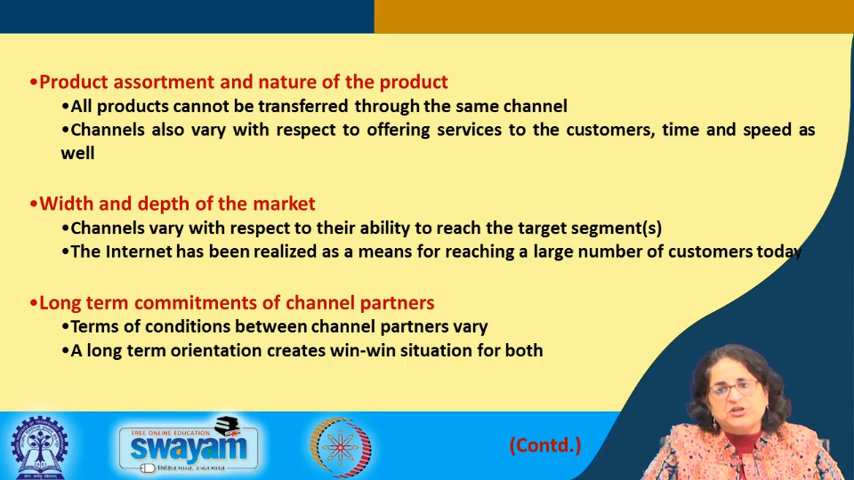 •Product assortment and nature of the product
•All products cannot be transferred through the same channel
•Channels also vary with respect to offering services to the customers, time and speed as
well
•Width and depth of the market
•Channels vary with respect to their ability to reach the target segment(s)
•The Internet has been realized as a means for reaching a large number of customers today
•Long term commitments of channel partners
•Terms of conditions between channel partners vary
•A long term orientation creates win-win situation for both
FREE ONLINE EDUCATION
swayam
(Contd.)